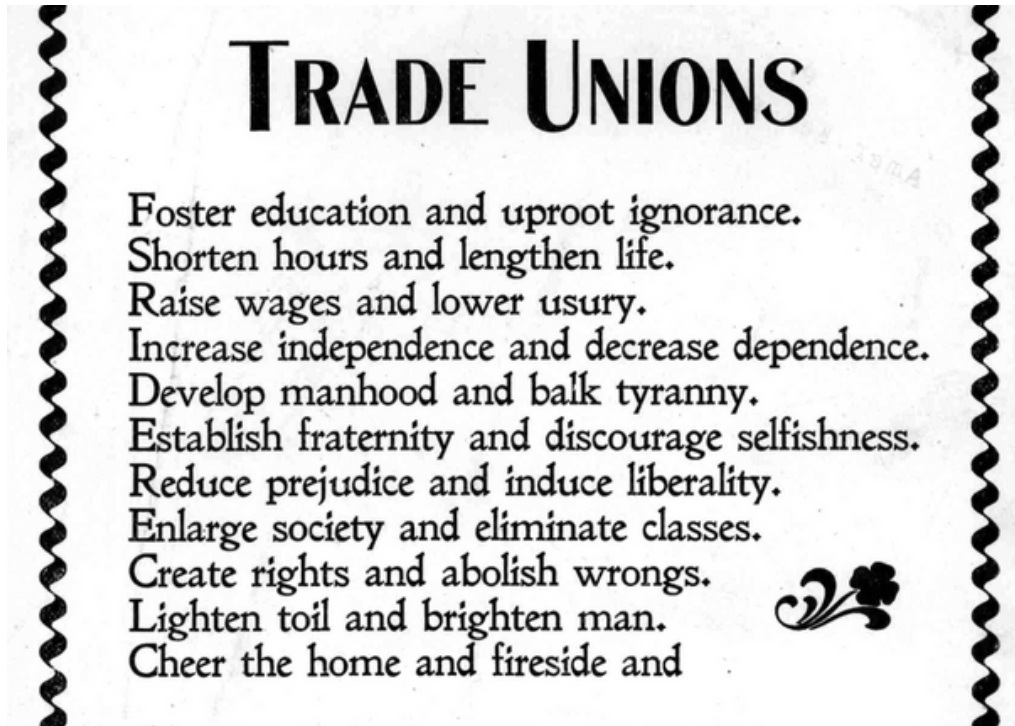 TRADE UNIONS
Foster education and uproot ignorance.
Shorten hours and lengthen life.
Raise wages and lower usury.
Increase independence and decrease dependence.
Develop manhood and balk tyranny.
Establish fraternity and discourage selfishness.
Reduce prejudice and induce liberality.
Enlarge society and eliminate classes.
Create rights and abolish wrongs.
Lighten toil and brighten man.
Cheer the home and fireside and